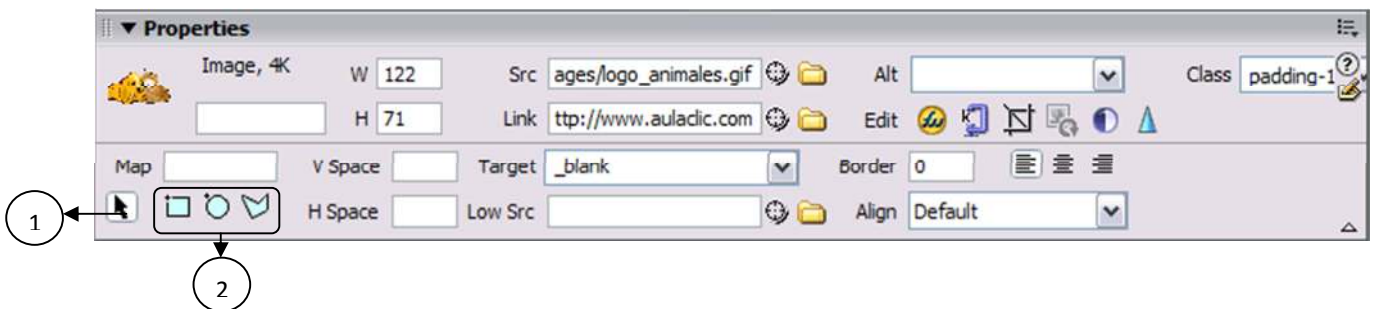 Properties
Image, 4K W 122 Src ages/logo_animales.gif Alt Class padding-1
H 71 Link ttp://www.aulaclic.com Edit
Map V Space Target _blank Border 0
H Space Low Src Align Default
1
2